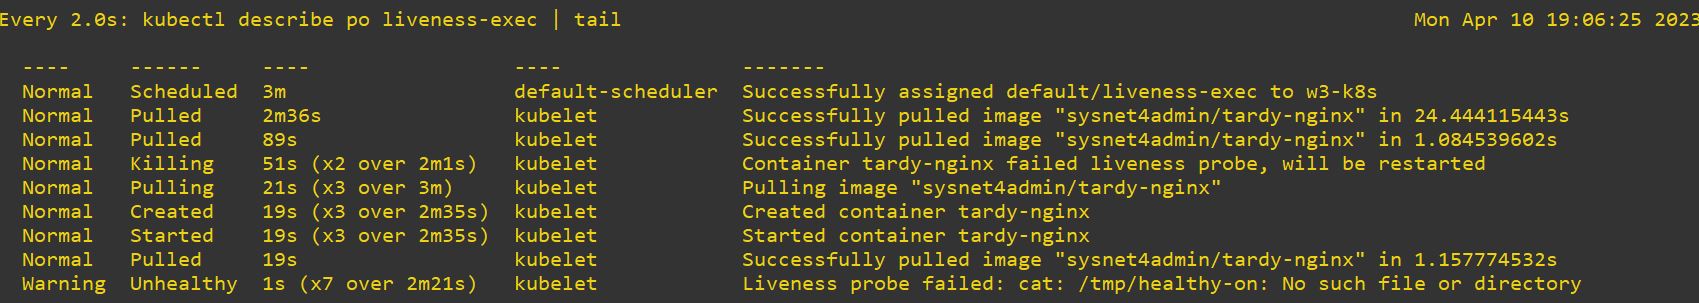 Every 2.0s: kubectl describe po liveness-exec | tail Mon Apr 10 19:06:25 2023
---- ------ ---- ---- -------
Normal Scheduled 3m default-scheduler Successfully assigned default/liveness-exec to w3-k8s
Normal Pulled 2m36s kubelet Successfully pulled image "sysnet4admin/tardy-nginx" in 24.444115443s
Normal Pulled 89s kubelet Successfully pulled image "sysnet4admin/tardy-nginx" in 1.084539602s
Normal Killing 51s (x2 over 2m1s) kubelet Container tardy-nginx failed liveness probe, will be restarted
Normal Pulling 21s (x3 over 3m) kubelet Pulling image "sysnet4admin/tardy-nginx"
Normal Created 19s (x3 over 2m35s) kubelet Created container tardy-nginx
Normal Started 19s (x3 over 2m35s) kubelet Started container tardy-nginx
Normal Pulled 19s kubelet Successfully pulled image "sysnet4admin/tardy-nginx" in 1.157774532s
Warning Unhealthy 1s (x7 over 2m21s) kubelet Liveness probe failed: cat: /tmp/healthy-on: No such file or directory